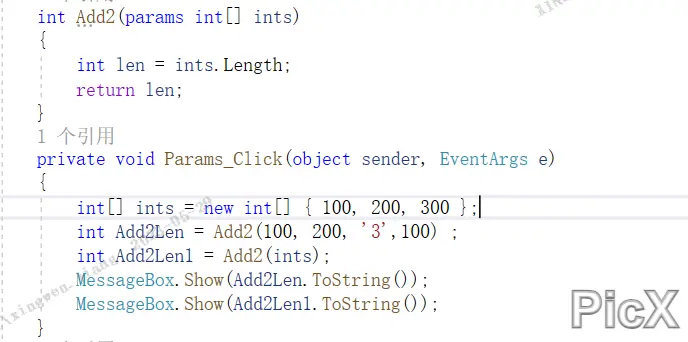 int Add2(params int[] ints)
{
int len = ints.Length;
return len;
}
1 个引用
private void Params_Click(object sender, EventArgs e)
{
int[] ints = new int[] { 100, 200, 300 };
int Add2Len = Add2(100, 200, '3',100) ;
int Add2Len1 = Add2(ints);
MessageBox.Show(Add2Len.ToString());
MessageBox.Show(Add2Len1.ToString());
}
PicX